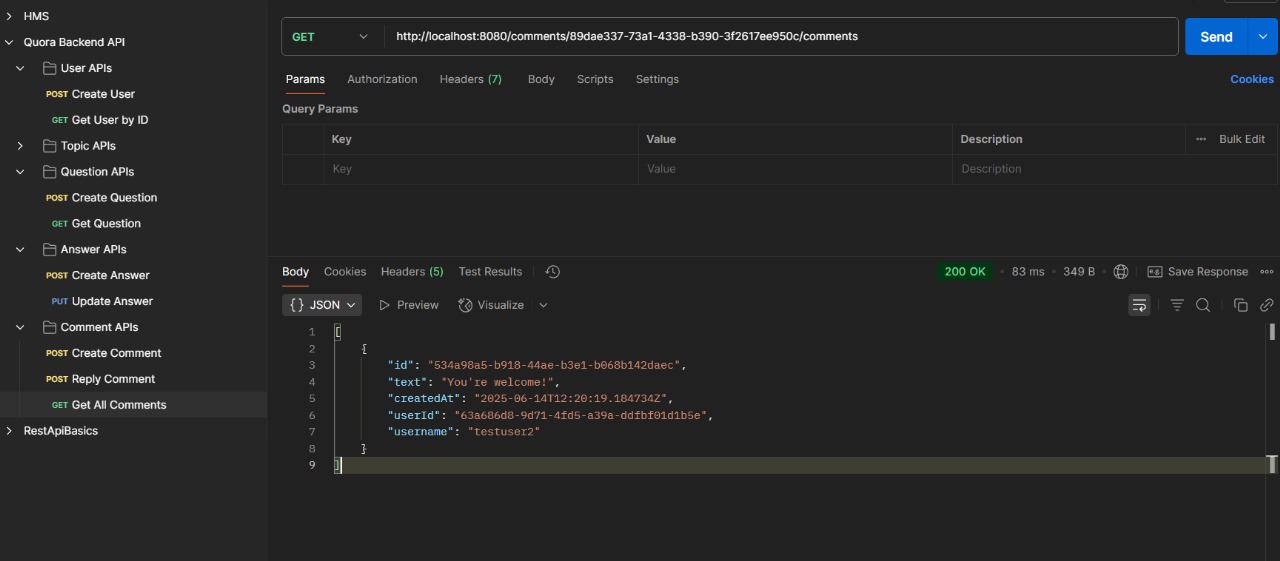 HMS
Quora Backend API
User APIs
POST Create User
GET Get User by ID
Topic APIs
Question APIs
POST Create Question
GET Get Question
Answer APIs
POST Create Answer
PUT Update Answer
Comment APIs
POST Create Comment
POST Reply Comment
GET Get All Comments
RestApiBasics
GET http://localhost:8080/comments/89dae337-73a1-4338-b390-3f2617ee950c/comments Send
Params Authorization Headers (7) Body Scripts Settings Cookies
Query Params
Key Value Description ••• Bulk Edit
Key Value Description
Body Cookies Headers (5) Test Results 200 OK • 83 ms • 349 B • Save Response •••
{} JSON Preview Visualize
1 [
2 {
3 "id": "534a98a5-b918-44ae-b3e1-b068b142daec",
4 "text": "You're welcome!",
5 "createdAt": "2025-06-14T12:20:19.184734Z",
6 "userId": "63a686d8-9d71-4fd5-a39a-ddfbf01d1b5e",
7 "username": "testuser2"
8 }
9 ]